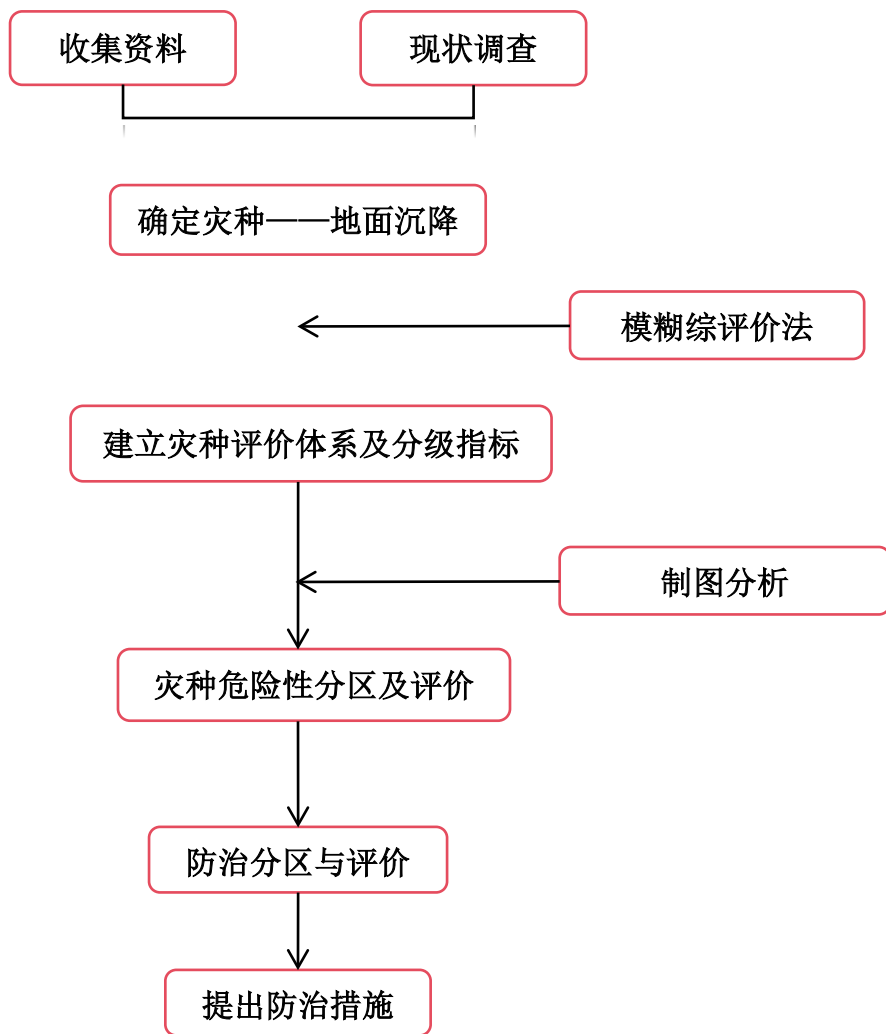 收集资料
现状调查
确定灾种——地面沉降
模糊综评价法
建立灾种评价体系及分级指标
制图分析
灾种危险性分区及评价
防治分区与评价
提出防治措施